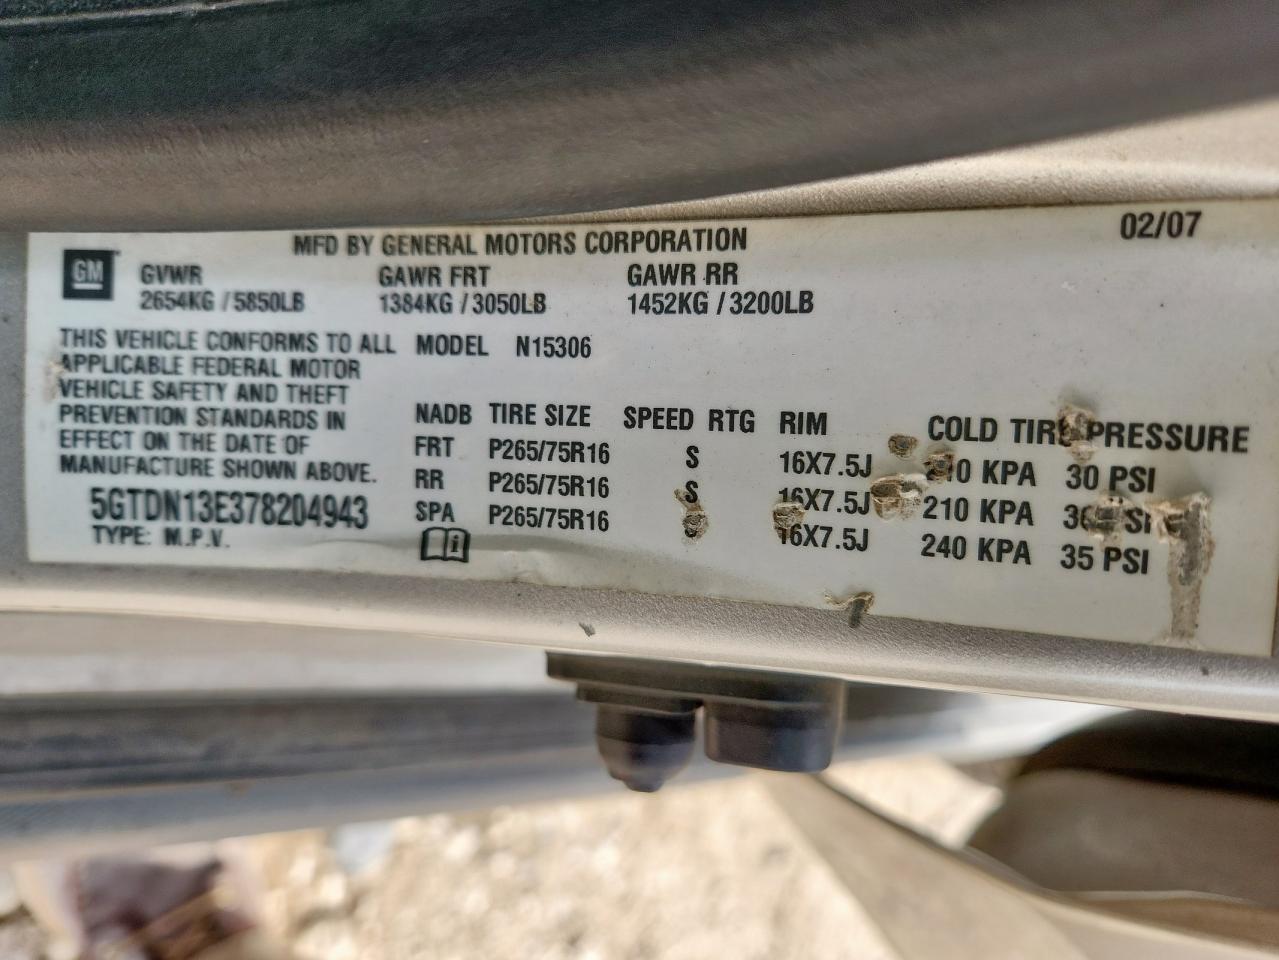 MFD BY GENERAL MOTORS CORPORATION 02/07
GM
GVWR GAWR FRT GAWR RR
2654KG / 5850LB 1384KG / 3050LB 1452KG / 3200LB
THIS VEHICLE CONFORMS TO ALL
APPLICABLE FEDERAL MOTOR
VEHICLE SAFETY AND THEFT
PREVENTION STANDARDS IN
EFFECT ON THE DATE OF
MANUFACTURE SHOWN ABOVE.
5GTDN13E378204943
TYPE: M.P.V.
MODEL N15306
NADB TIRE SIZE SPEED RTG RIM COLD TIRE PRESSURE
FRT P265/75R16 S 16X7.5J KPA 30 PSI
RR P265/75R16 S 16X7.5J 210 KPA
SPA P265/75R16 16X7.5J 240 KPA 35 PSI